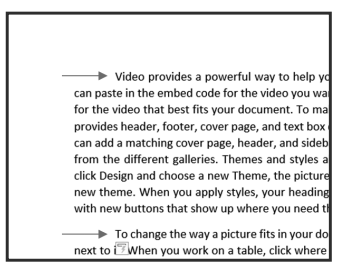 Video provides a powerful way to help yo
can paste in the embed code for the video you wa
for the video that best fits your document. To ma
provides header, footer, cover page, and text box
can add a matching cover page, header, and sideb
from the different galleries. Themes and styles a
click Design and choose a new Theme, the picture
new theme. When you apply styles, your heading
with new buttons that show up where you need th
To change the way a picture fits in your do
next to i When you work on a table, click where